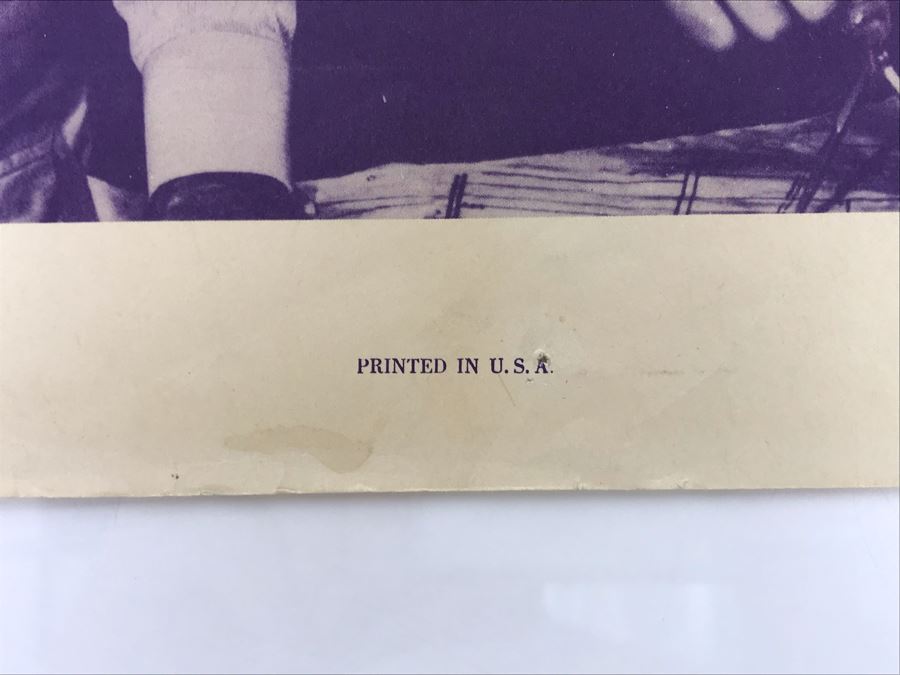 PRINTED IN U. S. A.